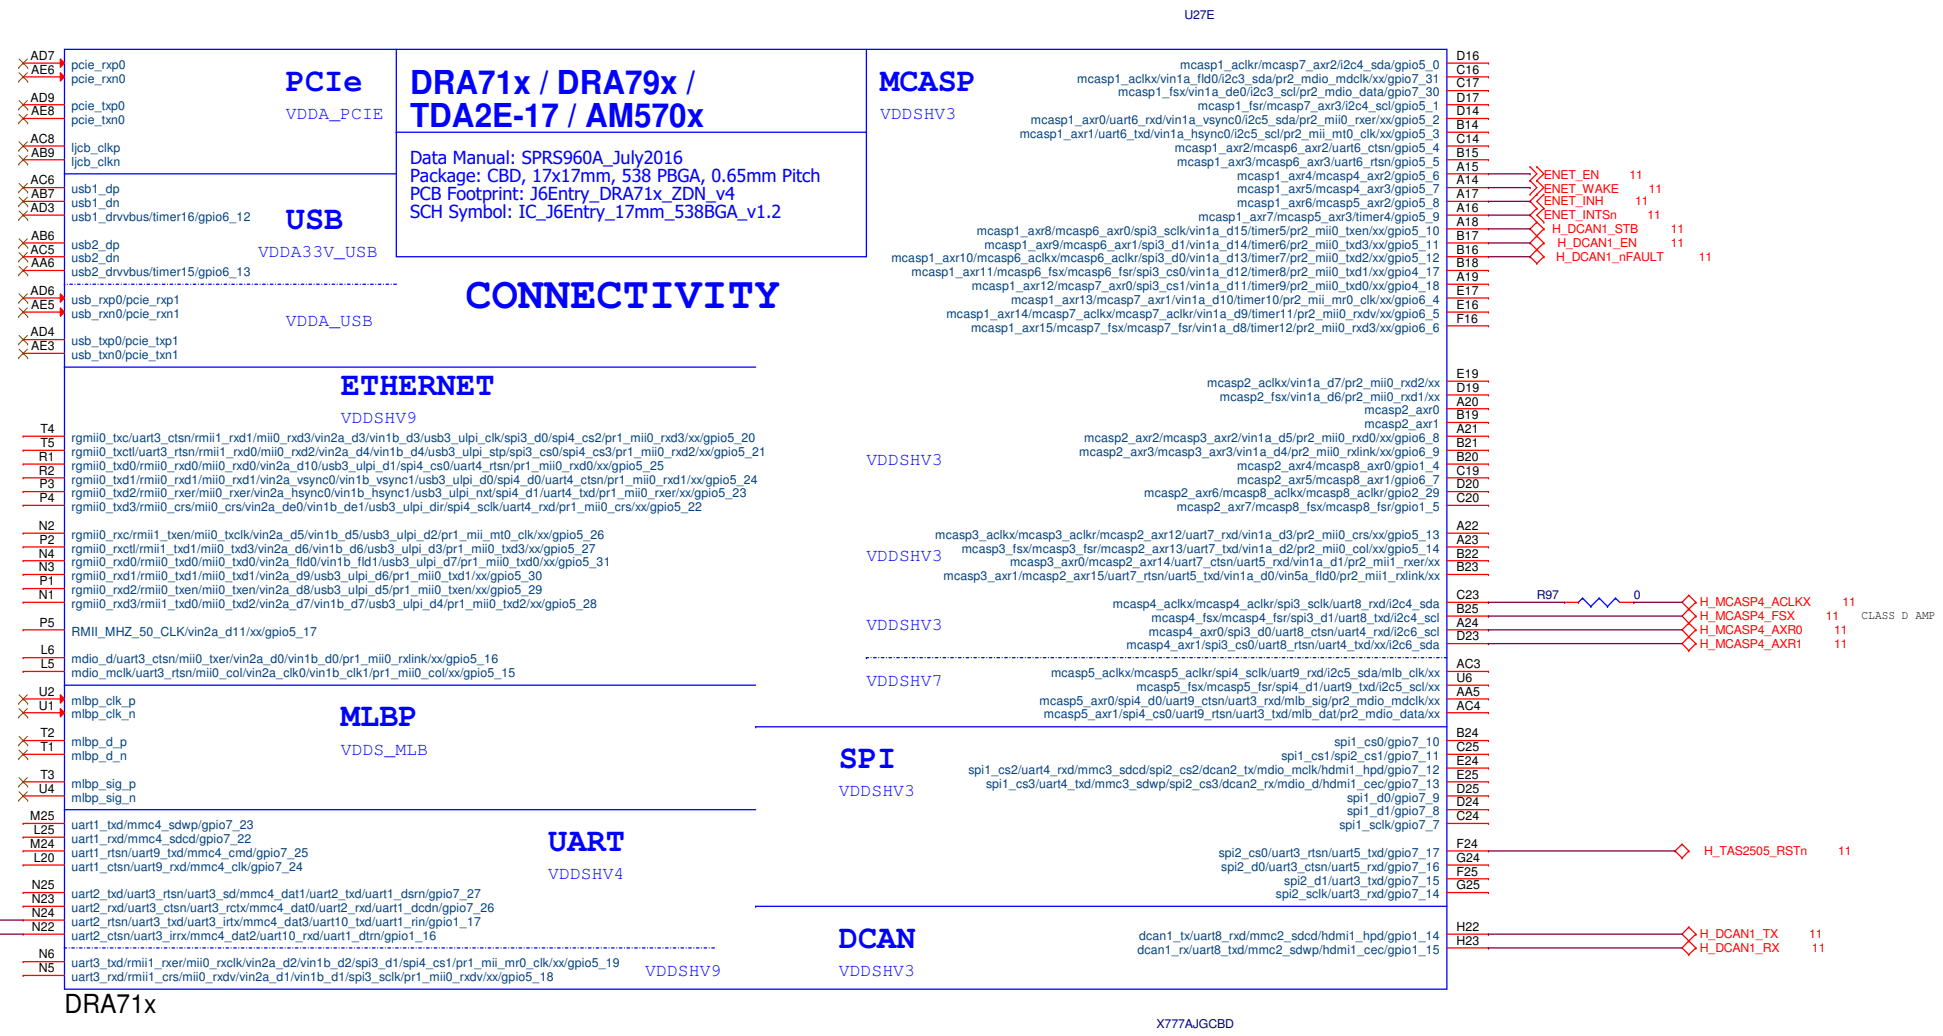 U27E
DRA71x / DRA79x /
TDA2E-17 / AM570x
Data Manual: SPRS960A_July2016
Package: CBD, 17x17mm, 538 PBGA, 0.65mm Pitch
PCB Footprint: J6Entry_DRA71x_ZDN_v4
SCH Symbol: IC_J6Entry_17mm_538BGA_v1.2
CONNECTIVITY
PCIe
VDDA_PCIE
AD7 pcie_rxp0
AE6 pcie_rxn0
AD9 pcie_txp0
AE8 pcie_txn0
AC8 ljcb_clkp
AB9 ljcb_clkn
USB
VDDA33V_USB
AC6 usb1_dp
AB7 usb1_dn
AD3 usb1_drvvbus/timer16/gpio6_12
AB6 usb2_dp
AC5 usb2_dn
AA6 usb2_drvvbus/timer15/gpio6_13
VDDA_USB
AD6 usb_rxp0/pcie_rxp1
AE5 usb_rxn0/pcie_rxn1
AD4 usb_txp0/pcie_txp1
AE3 usb_txn0/pcie_txn1
ETHERNET
VDDSHV9
T4 rgmii0_txc/uart3_ctsn/rmii1_rxd1/mii0_rxd3/vin2a_d3/vin1b_d3/usb3_ulpi_clk/spi3_d0/spi4_cs2/pr1_mii0_rxd3/xx/gpio5_20
T5 rgmii0_txctl/uart3_rtsn/rmii1_rxd0/mii0_rxd2/vin2a_d4/vin1b_d4/usb3_ulpi_stp/spi3_cs0/spi4_cs3/pr1_mii0_rxd2/xx/gpio5_21
R1 rgmii0_txd0/rmii0_rxd0/mii0_rxd0/vin2a_d10/usb3_ulpi_d1/spi4_cs0/uart4_rtsn/pr1_mii0_rxd0/xx/gpio5_25
R2 rgmii0_txd1/rmii0_rxd1/mii0_rxd1/vin2a_vsync0/vin1b_vsync1/usb3_ulpi_d0/spi4_d0/uart4_ctsn/pr1_mii0_rxd1/xx/gpio5_24
P3 rgmii0_txd2/rmii0_rxer/mii0_rxer/vin2a_hsync0/vin1b_hsync1/usb3_ulpi_nxt/spi4_d1/uart4_txd/pr1_mii0_rxer/xx/gpio5_23
P4 rgmii0_txd3/rmii0_crs/mii0_crs/vin2a_de0/vin1b_de1/usb3_ulpi_dir/spi4_sclk/uart4_rxd/pr1_mii0_crs/xx/gpio5_22
N2 rgmii0_rxc/rmii1_txen/mii0_txclk/vin2a_d5/vin1b_d5/usb3_ulpi_d2/pr1_mii_mt0_clk/xx/gpio5_26
P2 rgmii0_rxctl/rmii1_txd1/mii0_txd3/vin2a_d6/vin1b_d6/usb3_ulpi_d3/pr1_mii0_txd3/xx/gpio5_27
N4 rgmii0_rxd0/rmii0_txd0/mii0_txd0/vin2a_fld0/vin1b_fld1/usb3_ulpi_d7/pr1_mii0_txd0/xx/gpio5_31
N3 rgmii0_rxd1/rmii0_txd1/mii0_txd1/vin2a_d9/usb3_ulpi_d6/pr1_mii0_txd1/xx/gpio5_30
P1 rgmii0_rxd2/rmii0_txen/mii0_txen/vin2a_d8/usb3_ulpi_d5/pr1_mii0_txen/xx/gpio5_29
N1 rgmii0_rxd3/rmii1_txd0/mii0_txd2/vin2a_d7/vin1b_d7/usb3_ulpi_d4/pr1_mii0_txd2/xx/gpio5_28
P5 RMII_MHZ_50_CLK/vin2a_d11/xx/gpio5_17
L6 mdio_d/uart3_ctsn/mii0_txer/vin2a_d0/vin1b_d0/pr1_mii0_rxlink/xx/gpio5_16
L5 mdio_mclk/uart3_rtsn/mii0_col/vin2a_clk0/vin1b_clk1/pr1_mii0_col/xx/gpio5_15
MLBP
VDDS_MLB
U2 mlbp_clk_p
U1 mlbp_clk_n
T2 mlbp_d_p
T1 mlbp_d_n
T3 mlbp_sig_p
U4 mlbp_sig_n
UART
VDDSHV4
M25 uart1_txd/mmc4_sdwp/gpio7_23
L25 uart1_rxd/mmc4_sdcd/gpio7_22
M24 uart1_rtsn/uart9_txd/mmc4_cmd/gpio7_25
L20 uart1_ctsn/uart9_rxd/mmc4_clk/gpio7_24
N25 uart2_txd/uart3_rtsn/uart3_sd/mmc4_dat1/uart2_txd/uart1_dsrn/gpio7_27
N23 uart2_rxd/uart3_ctsn/uart3_rctx/mmc4_dat0/uart2_rxd/uart1_dcdn/gpio7_26
N24 uart2_rtsn/uart3_txd/uart3_irtx/mmc4_dat3/uart10_txd/uart1_rin/gpio1_17
N22 uart2_ctsn/uart3_irrx/mmc4_dat2/uart10_rxd/uart1_dtrn/gpio1_16
N6 uart3_txd/rmii1_rxer/mii0_rxclk/vin2a_d2/vin1b_d2/spi3_d1/spi4_cs1/pr1_mii_mr0_clk/xx/gpio5_19
N5 uart3_rxd/rmii1_crs/mii0_rxdv/vin2a_d1/vin1b_d1/spi3_sclk/pr1_mii0_rxdv/xx/gpio5_18
VDDSHV9
MCASP
VDDSHV3
mcasp1_aclkr/mcasp7_axr2/i2c4_sda/gpio5_0 D16
mcasp1_aclkx/vin1a_fld0/i2c3_sda/pr2_mdio_mdclk/xx/gpio7_31 C16
mcasp1_fsx/vin1a_de0/i2c3_scl/pr2_mdio_data/gpio7_30 C17
mcasp1_fsr/mcasp7_axr3/i2c4_scl/gpio5_1 D17
mcasp1_axr0/uart6_rxd/vin1a_vsync0/i2c5_sda/pr2_mii0_rxer/xx/gpio5_2 D14
mcasp1_axr1/uart6_txd/vin1a_hsync0/i2c5_scl/pr2_mii_mt0_clk/xx/gpio5_3 B14
mcasp1_axr2/mcasp6_axr2/uart6_ctsn/gpio5_4 C14
mcasp1_axr3/mcasp6_axr3/uart6_rtsn/gpio5_5 B15
mcasp1_axr4/mcasp4_axr2/gpio5_6 A15 ENET_EN 11
mcasp1_axr5/mcasp4_axr3/gpio5_7 A14 ENET_WAKE 11
mcasp1_axr6/mcasp5_axr2/gpio5_8 A17 ENET_INH 11
mcasp1_axr7/mcasp5_axr3/timer4/gpio5_9 A16 ENET_INTSn 11
mcasp1_axr8/mcasp6_axr0/spi3_sclk/vin1a_d15/timer5/pr2_mii0_txen/xx/gpio5_10 A18 H_DCAN1_STB 11
mcasp1_axr9/mcasp6_axr1/spi3_d1/vin1a_d14/timer6/pr2_mii0_txd3/xx/gpio5_11 B17 H_DCAN1_EN 11
mcasp1_axr10/mcasp6_aclkx/mcasp6_aclkr/spi3_d0/vin1a_d13/timer7/pr2_mii0_txd2/xx/gpio5_12 B16 H_DCAN1_nFAULT 11
mcasp1_axr11/mcasp6_fsx/mcasp6_fsr/spi3_cs0/vin1a_d12/timer8/pr2_mii0_txd1/xx/gpio4_17 B18
mcasp1_axr12/mcasp7_axr0/spi3_cs1/vin1a_d11/timer9/pr2_mii0_txd0/xx/gpio4_18 A19
mcasp1_axr13/mcasp7_axr1/vin1a_d10/timer10/pr2_mii_mr0_clk/xx/gpio6_4 E17
mcasp1_axr14/mcasp7_aclkx/mcasp7_aclkr/vin1a_d9/timer11/pr2_mii0_rxdv/xx/gpio6_5 E16
mcasp1_axr15/mcasp7_fsx/mcasp7_fsr/vin1a_d8/timer12/pr2_mii0_rxd3/xx/gpio6_6 F16
VDDSHV3
mcasp2_aclkx/vin1a_d7/pr2_mii0_rxd2/xx E19
mcasp2_fsx/vin1a_d6/pr2_mii0_rxd1/xx D19
mcasp2_axr0 A20
mcasp2_axr1 B19
mcasp2_axr2/mcasp3_axr2/vin1a_d5/pr2_mii0_rxd0/xx/gpio6_8 A21
mcasp2_axr3/mcasp3_axr3/vin1a_d4/pr2_mii0_rxlink/xx/gpio6_9 B21
mcasp2_axr4/mcasp8_axr0/gpio1_4 B20
mcasp2_axr5/mcasp8_axr1/gpio6_7 C19
mcasp2_axr6/mcasp8_aclkx/mcasp8_aclkr/gpio2_29 D20
mcasp2_axr7/mcasp8_fsx/mcasp8_fsr/gpio1_5 C20
VDDSHV3
mcasp3_aclkx/mcasp3_aclkr/mcasp2_axr12/uart7_rxd/vin1a_d3/pr2_mii0_crs/xx/gpio5_13 A22
mcasp3_fsx/mcasp3_fsr/mcasp2_axr13/uart7_txd/vin1a_d2/pr2_mii0_col/xx/gpio5_14 A23
mcasp3_axr0/mcasp2_axr14/uart7_ctsn/uart5_rxd/vin1a_d1/pr2_mii1_rxer/xx B22
mcasp3_axr1/mcasp2_axr15/uart7_rtsn/uart5_txd/vin1a_d0/vin5a_fld0/pr2_mii1_rxlink/xx B23
VDDSHV3
mcasp4_aclkx/mcasp4_aclkr/spi3_sclk/uart8_rxd/i2c4_sda C23 R97 0 H_MCASP4_ACLKX 11
mcasp4_fsx/mcasp4_fsr/spi3_d1/uart8_txd/i2c4_scl B25 H_MCASP4_FSX 11 CLASS D AMP
mcasp4_axr0/spi3_d0/uart8_ctsn/uart4_rxd/i2c6_scl A24 H_MCASP4_AXR0 11
mcasp4_axr1/spi3_cs0/uart8_rtsn/uart4_txd/xx/i2c6_sda D23 H_MCASP4_AXR1 11
VDDSHV7
mcasp5_aclkx/mcasp5_aclkr/spi4_sclk/uart9_rxd/i2c5_sda/mlb_clk/xx AC3
mcasp5_fsx/mcasp5_fsr/spi4_d1/uart9_txd/i2c5_scl/xx U6
mcasp5_axr0/spi4_d0/uart9_ctsn/uart3_rxd/mlb_sig/pr2_mdio_mdclk/xx AA5
mcasp5_axr1/spi4_cs0/uart9_rtsn/uart3_txd/mlb_dat/pr2_mdio_data/xx AC4
SPI
VDDSHV3
spi1_cs0/gpio7_10 B24
spi1_cs1/spi2_cs1/gpio7_11 C25
spi1_cs2/uart4_rxd/mmc3_sdcd/spi2_cs2/dcan2_tx/mdio_mclk/hdmi1_hpd/gpio7_12 E24
spi1_cs3/uart4_txd/mmc3_sdwp/spi2_cs3/dcan2_rx/mdio_d/hdmi1_cec/gpio7_13 E25
spi1_d0/gpio7_9 D25
spi1_d1/gpio7_8 D24
spi1_sclk/gpio7_7 C24
spi2_cs0/uart3_rtsn/uart5_txd/gpio7_17 F24 H_TAS2505_RSTn 11
spi2_d0/uart3_ctsn/uart5_rxd/gpio7_16 G24
spi2_d1/uart3_txd/gpio7_15 F25
spi2_sclk/uart3_rxd/gpio7_14 G25
DCAN
VDDSHV3
dcan1_tx/uart8_rxd/mmc2_sdcd/hdmi1_hpd/gpio1_14 H22 H_DCAN1_TX 11
dcan1_rx/uart8_txd/mmc2_sdwp/hdmi1_cec/gpio1_15 H23 H_DCAN1_RX 11
DRA71x
X777AJGCBD